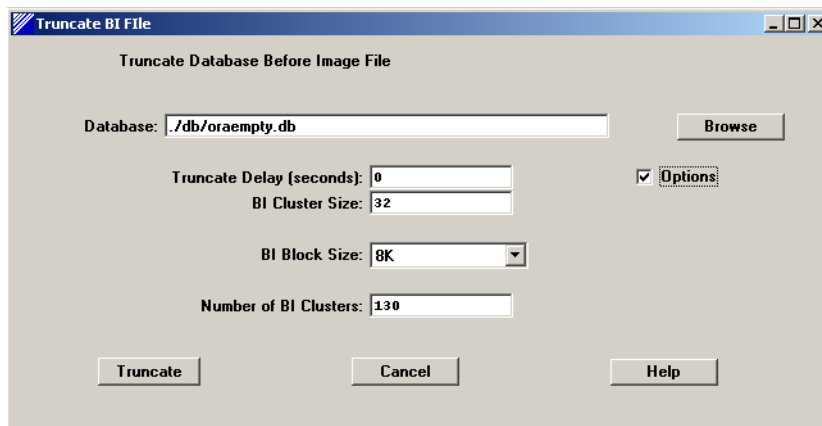 Truncate BI FIle
Truncate Database Before Image File
Database: ./db/oraempty.db Browse
Truncate Delay (seconds): 0 Options
BI Cluster Size: 32
BI Block Size: 8K
Number of BI Clusters: 130
Truncate Cancel Help